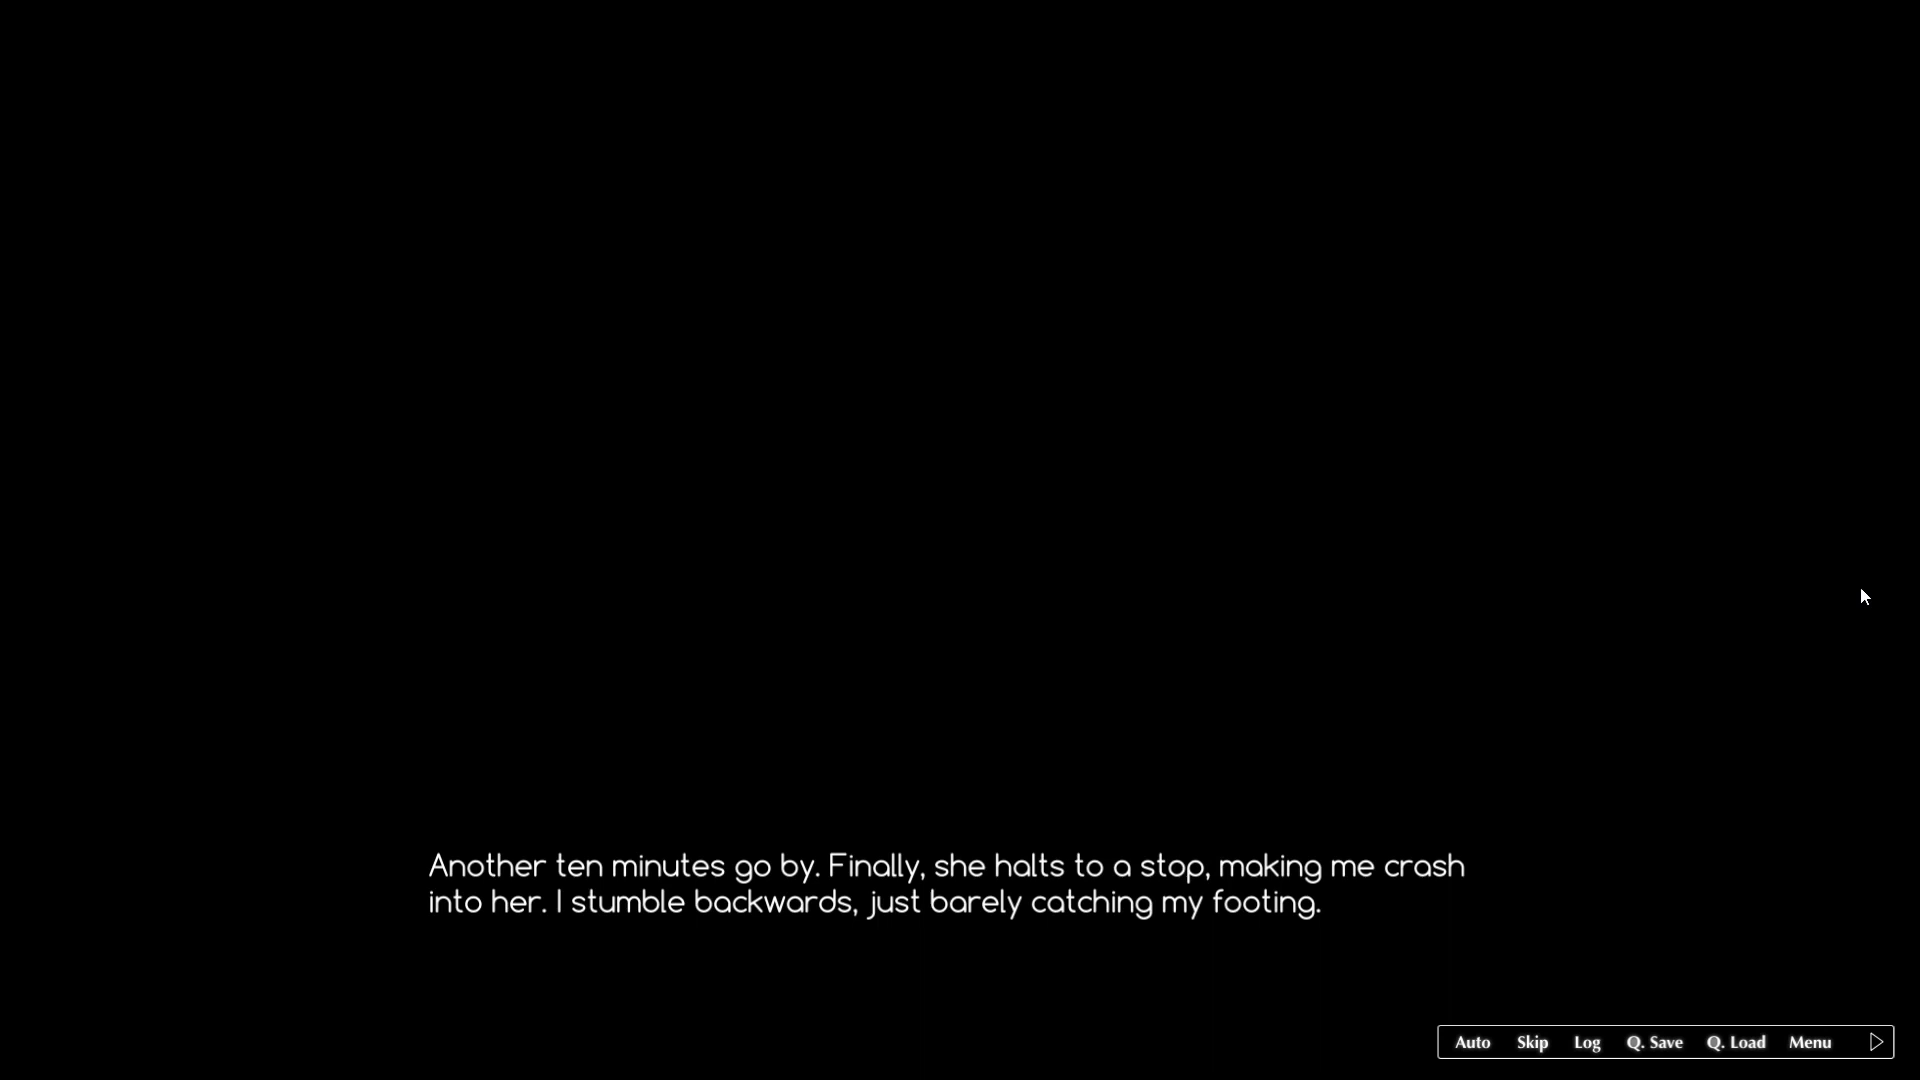 Another ten minutes go by. Finally, she halts to a stop, making me crash
into her. I stumble backwards, just barely catching my footing.
Auto Skip Log Q. Save Q. Load Menu